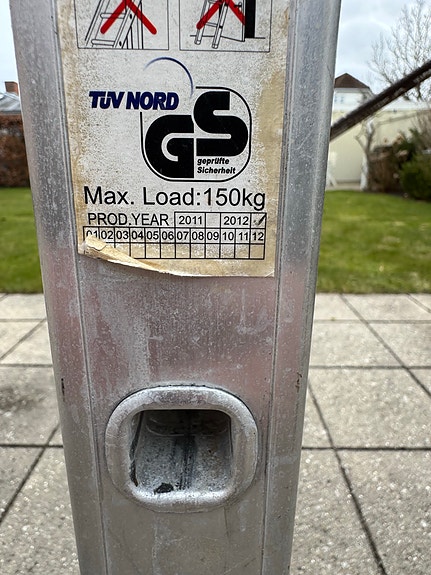 TÜV NORD
GS
geprüfte
Sicherheit
Max. Load:150kg
PROD.YEAR 2011 2012 ✓
01 02 03 04 05 06 07 08 09 10 11 12